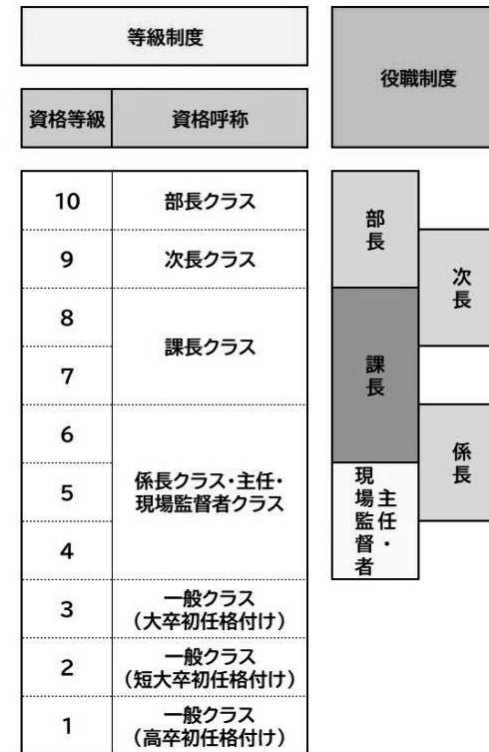 等級制度
役職制度
資格等級 資格呼称
10 部長クラス
9 次長クラス
8
課長クラス
7
6
5
係長クラス・主任・
現場監督者クラス
4
3
一般クラス
（大卒初任格付け）
2
一般クラス
（短大卒初任格付け）
1
一般クラス
（高卒初任格付け）
部長
次長
課長
係長
主任・
現場監督者